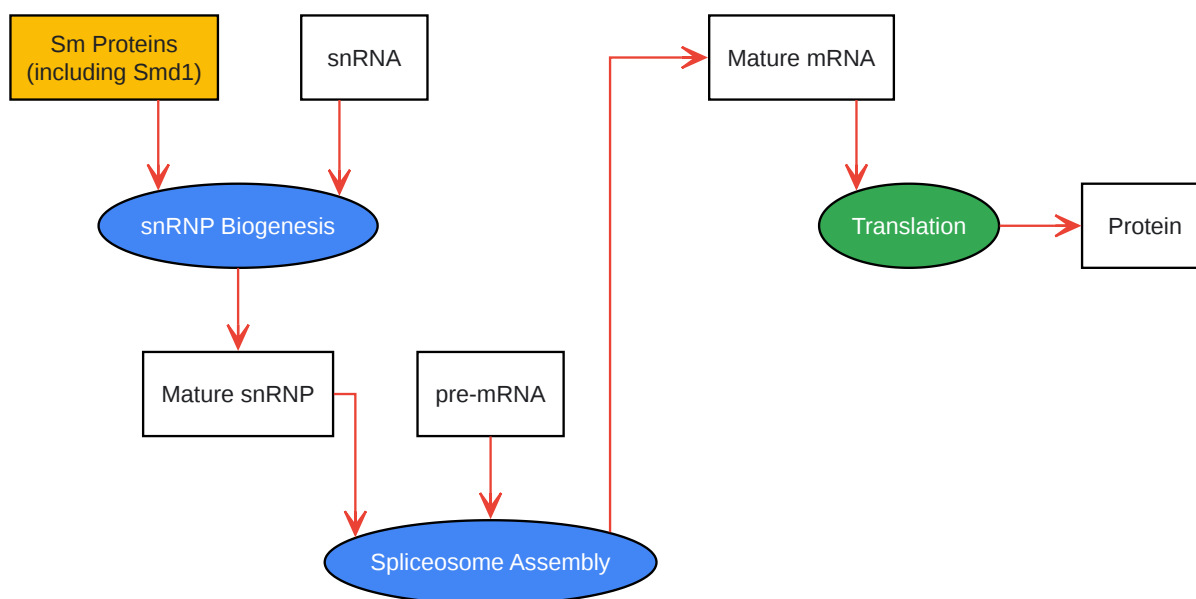 Sm Proteins
(including Smd1)
snRNA
Mature mRNA
snRNP Biogenesis
Translation
Protein
Mature snRNP
pre-mRNA
Spliceosome Assembly